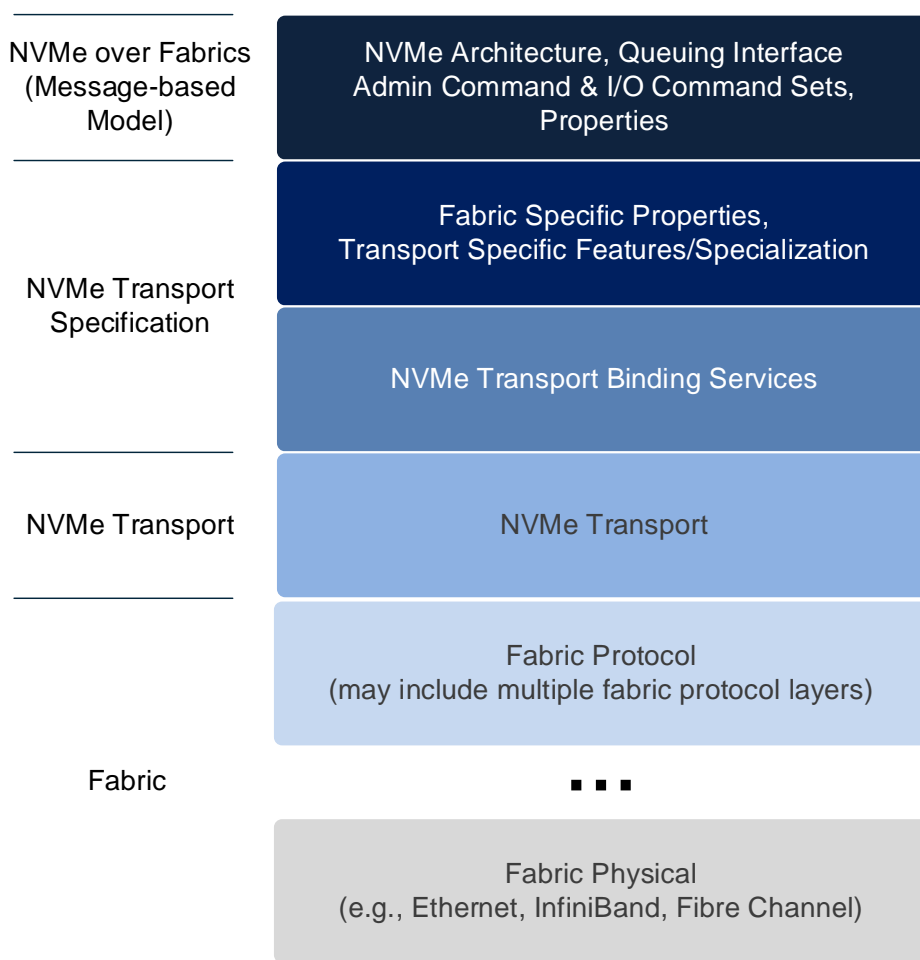 NVMe over Fabrics
(Message-based
Model)
NVMe Architecture, Queuing Interface
Admin Command & I/O Command Sets,
Properties
Fabric Specific Properties,
Transport Specific Features/Specialization
NVMe Transport
Specification
NVMe Transport Binding Services
NVMe Transport
NVMe Transport
Fabric Protocol
(may include multiple fabric protocol layers)
Fabric
...
Fabric Physical
(e.g., Ethernet, InfiniBand, Fibre Channel)